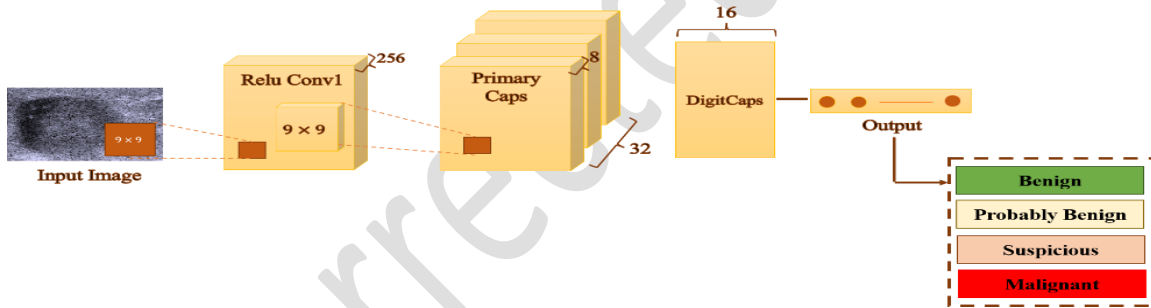 16
256
Relu Conv1
8
Primary
Caps
DigitCaps
9 × 9
9 × 9
32
Output
Input Image
Benign
Probably Benign
Suspicious
Malignant